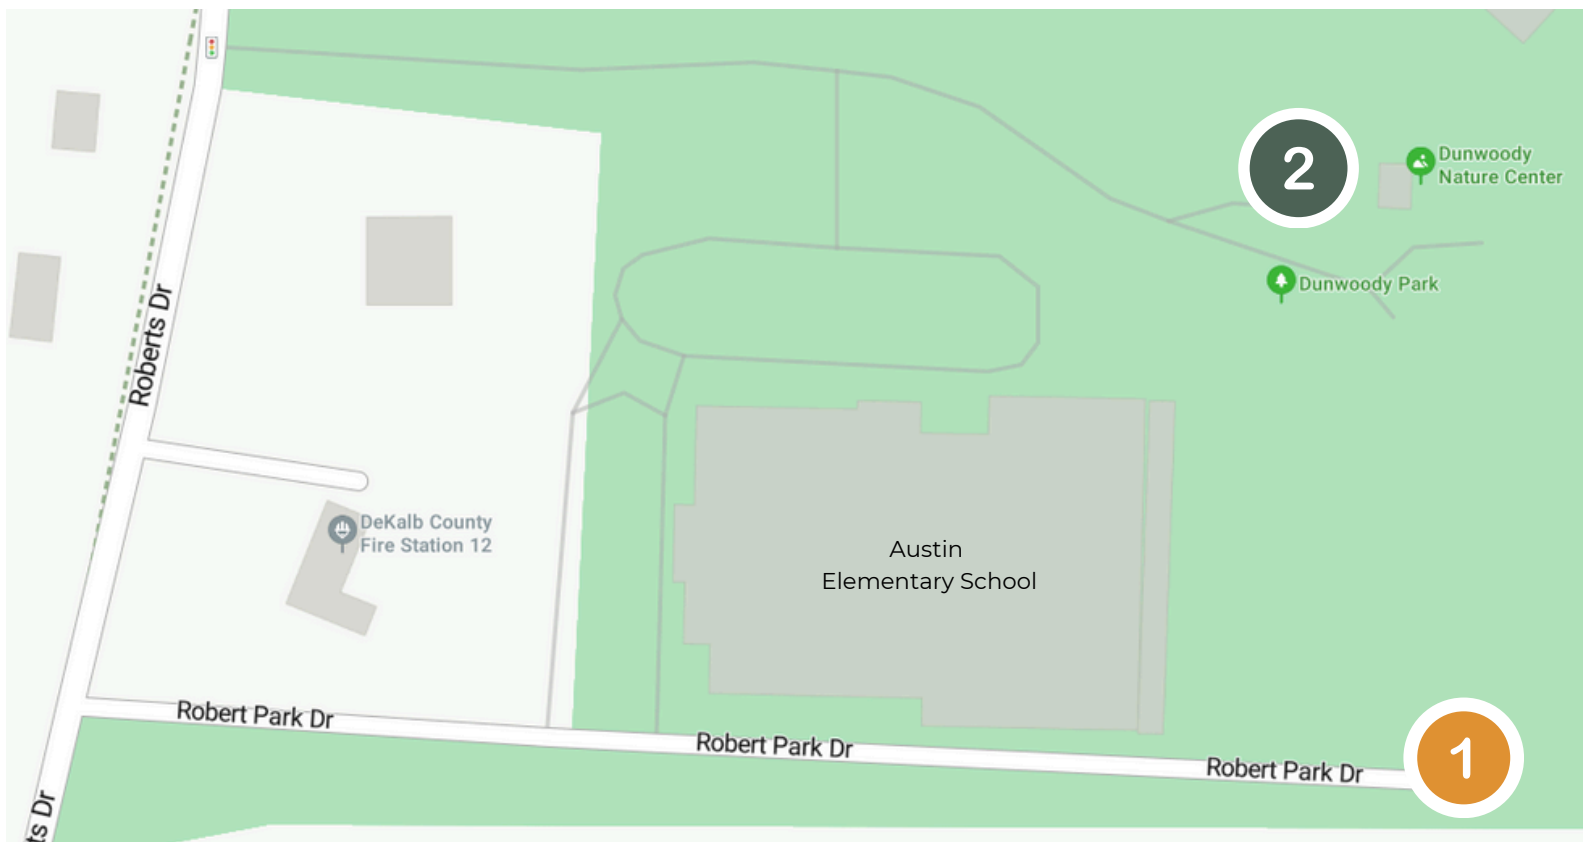 2
Dunwoody
Nature Center
Dunwoody Park
Roberts Dr
DeKalb County
Fire Station 12
Austin
Elementary School
Robert Park Dr
Robert Park Dr
Robert Park Dr
1
ts Dr